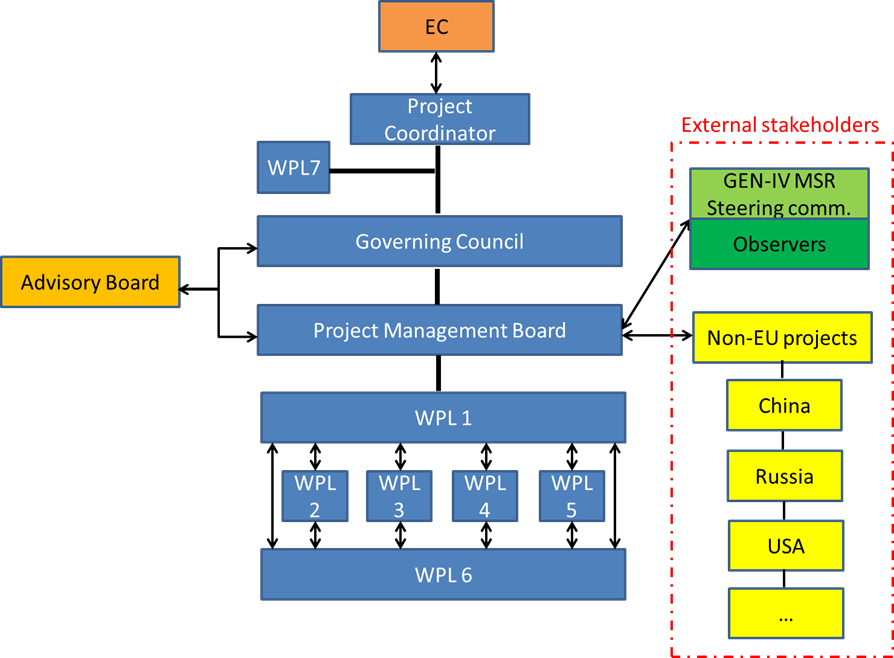 EC
Project
Coordinator
External stakeholders
WPL7
GEN-IV MSR
Steering comm.
Observers
Governing Council
Advisory Board
Project Management Board
Non-EU projects
WPL 1
China
WPL
2
WPL
3
WPL
4
WPL
5
Russia
USA
WPL 6
...